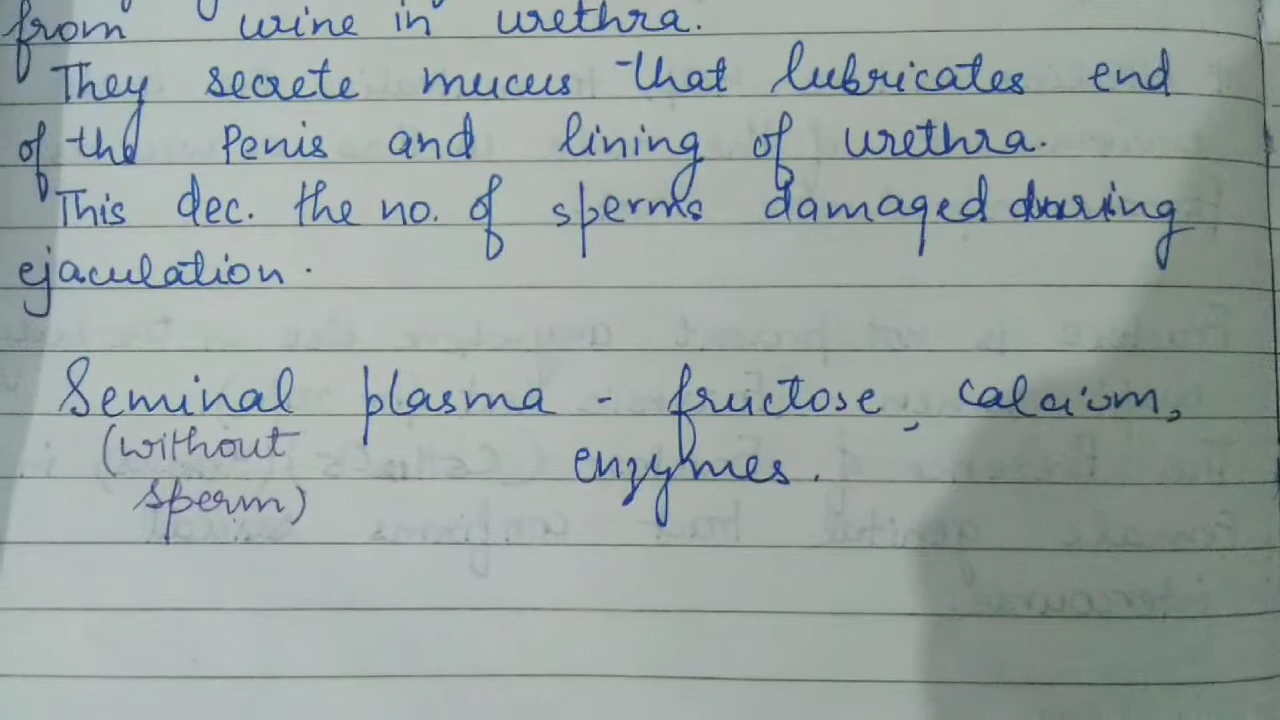 from urine in urethra.
They secrete mucus that lubricates end
of the Penis and lining of urethra.
This dec. the no. of sperms damaged during
ejaculation.
Seminal plasma - fructose, calcium,
(without
enzymes.
sperm)